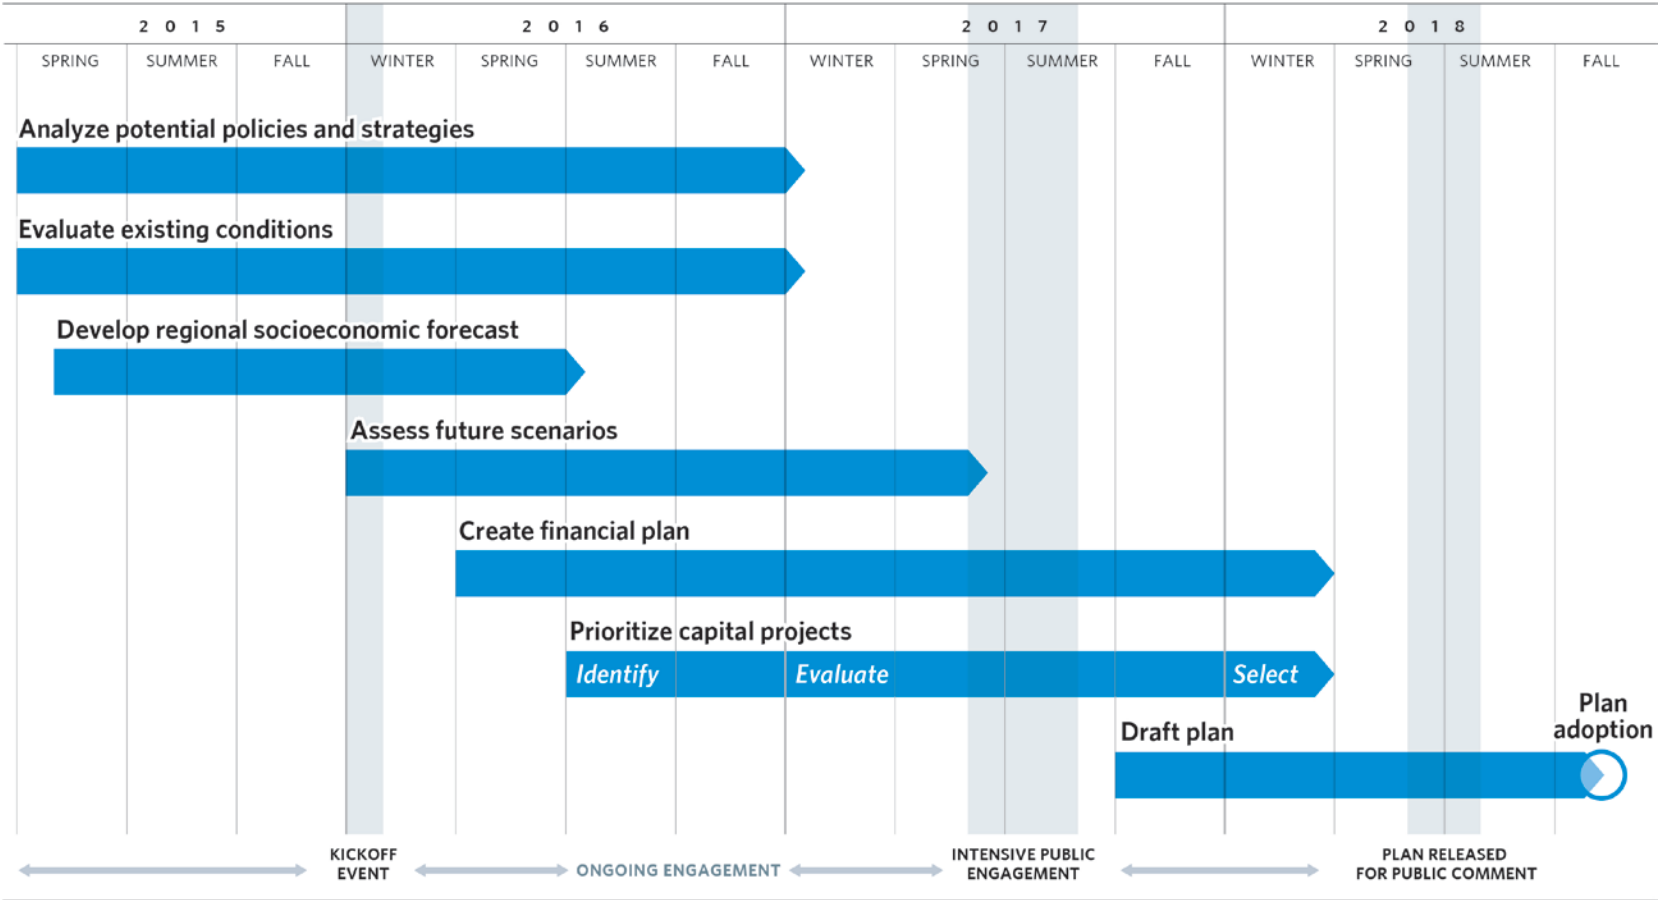 2 0 1 5
2 0 1 6
2 0 1 7
2 0 1 8
SPRING SUMMER FALL WINTER SPRING SUMMER FALL WINTER SPRING SUMMER FALL WINTER SPRING SUMMER FALL
Analyze potential policies and strategies
Evaluate existing conditions
Develop regional socioeconomic forecast
Assess future scenarios
Create financial plan
Prioritize capital projects
Identify Evaluate Select
Draft plan
Plan
adoption
KICKOFF
EVENT
ONGOING ENGAGEMENT
INTENSIVE PUBLIC
ENGAGEMENT
PLAN RELEASED
FOR PUBLIC COMMENT